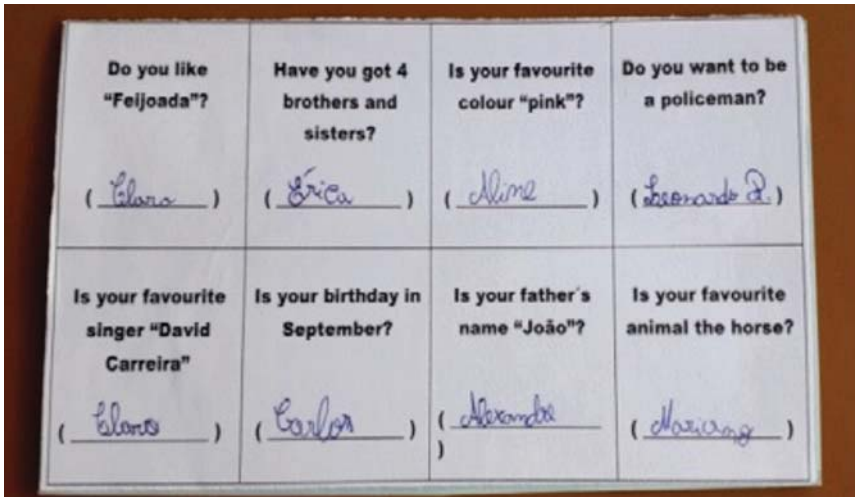 Do you like
“Feijoada”?
( Clara )
Have you got 4
brothers and
sisters?
( Érica )
Is your favourite
colour “pink”?
( Aline )
Do you want to be
a policeman?
( Leonardo R. )
Is your favourite
singer “David
Carreira”
( Clara )
Is your birthday in
September?
( Carlos )
Is your father´s
name “João”?
( Alexandre
)
Is your favourite
animal the horse?
( Mariana )